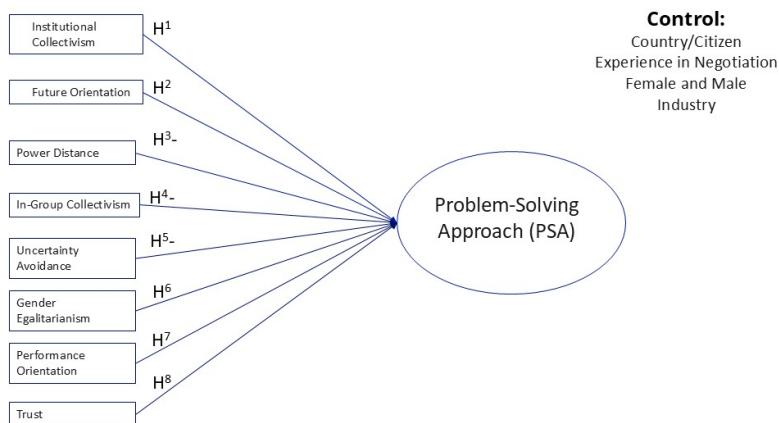 Institutional
Collectivism
H¹
Future Orientation
H²
Power Distance
H³-
In-Group Collectivism
H⁴-
Uncertainty
Avoidance
H⁵-
Gender
Egalitarianism
H⁶
Performance
Orientation
H⁷
Trust
H⁸
Problem-Solving
Approach (PSA)
Control:
Country/Citizen
Experience in Negotiation
Female and Male
Industry